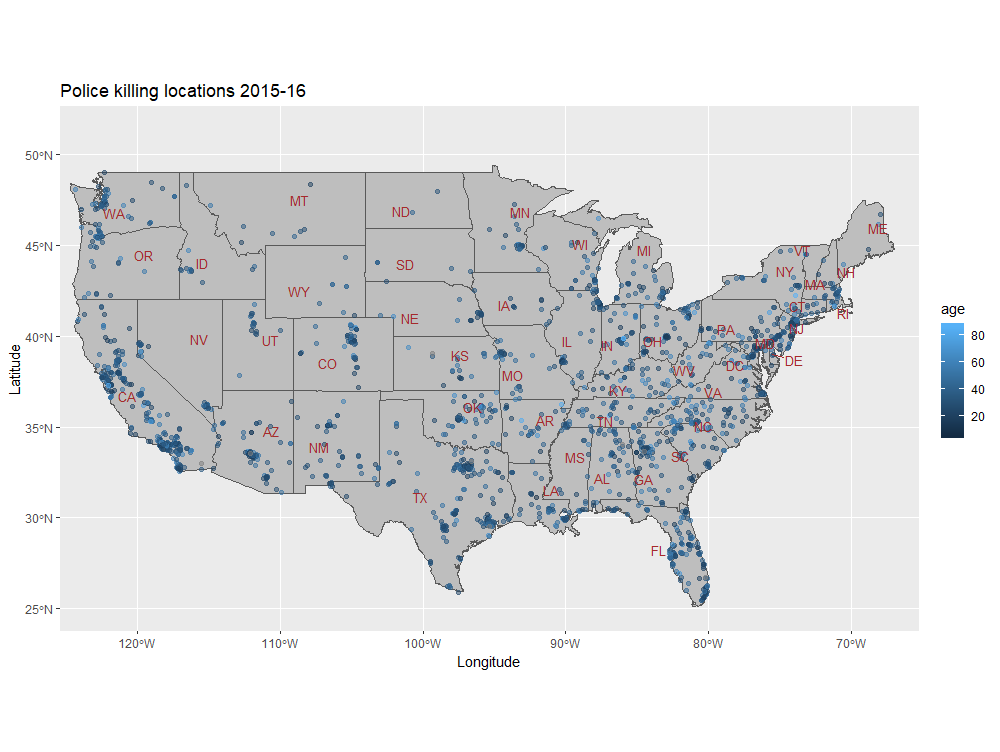 Police killing locations 2015-16
Latitude
50°N
45°N
40°N
35°N
30°N
25°N
WA
MT
ND
MN
ME
OR
ID
SD
WI
MI
VT
NY
NH
MA
WY
NE
IA
CT
RI
NV
UT
CO
KS
MO
IL
IN
OH
PA
NJ
MD
DE
DC
WV
VA
KY
CA
AZ
NM
OK
AR
TN
NC
SC
MS
AL
GA
TX
LA
FL
120°W
110°W
100°W
90°W
80°W
70°W
Longitude
age
80
60
40
20